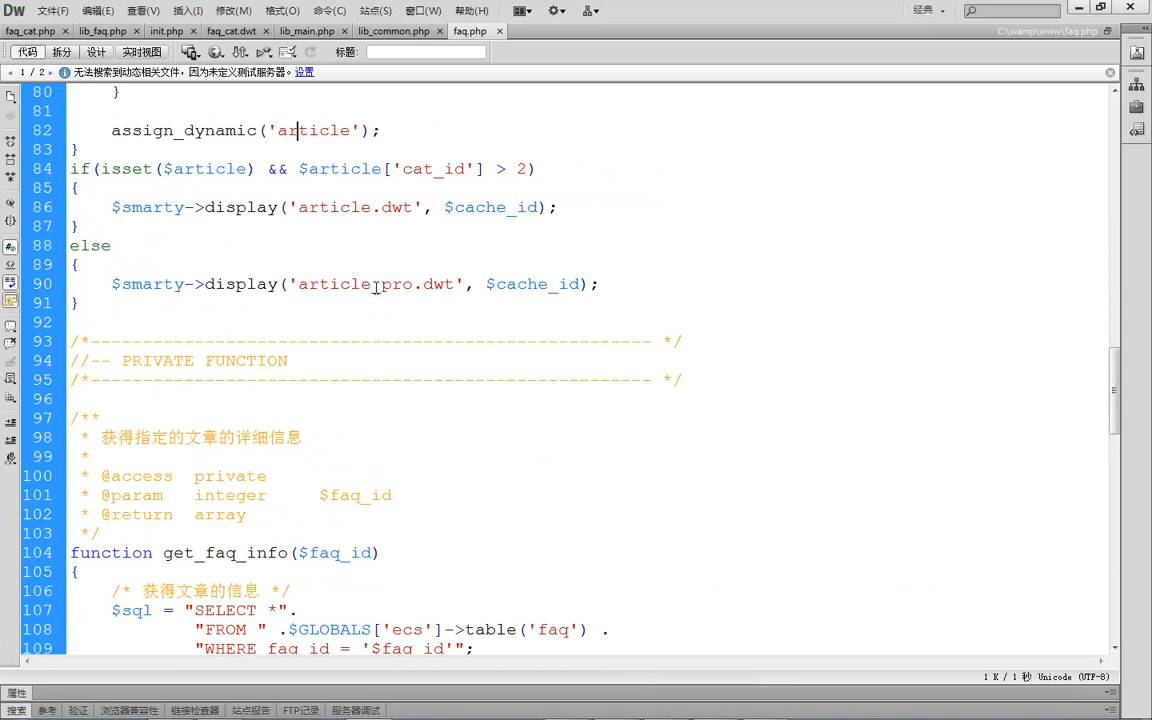 Dw 文件(F) 编辑(E) 查看(V) 插入(I) 修改(M) 格式(O) 命令(C) 站点(S) 窗口(W) 帮助(H) 经典
faq_cat.php × lib_faq.php × init.php × faq_cat.dwt × lib_main.php × lib_common.php × faq.php × C:\wamp\www\faq.php
代码 拆分 设计 实时视图 标题:
1 / 2 无法搜索到动态相关文件，因为未定义测试服务器。 设置
80 }
81
82 assign_dynamic('article');
83 }
84 if(isset($article) && $article['cat_id'] > 2)
85 {
86 $smarty->display('article.dwt', $cache_id);
87 }
88 else
89 {
90 $smarty->display('article_pro.dwt', $cache_id);
91 }
92
93 /*------------------------------------------------------ */
94 //-- PRIVATE FUNCTION
95 /*------------------------------------------------------ */
96
97 /**
98 * 获得指定的文章的详细信息
99 *
100 * @access private
101 * @param integer $faq_id
102 * @return array
103 */
104 function get_faq_info($faq_id)
105 {
106 /* 获得文章的信息 */
107 $sql = "SELECT *".
108 "FROM " .$GLOBALS['ecs']->table('faq') .
109 "WHERE faq_id = '$faq_id'";
1 K / 1 秒 Unicode (UTF-8)
属性
搜索 参考 验证 浏览器兼容性 链接检查器 站点报告 FTP记录 服务器调试